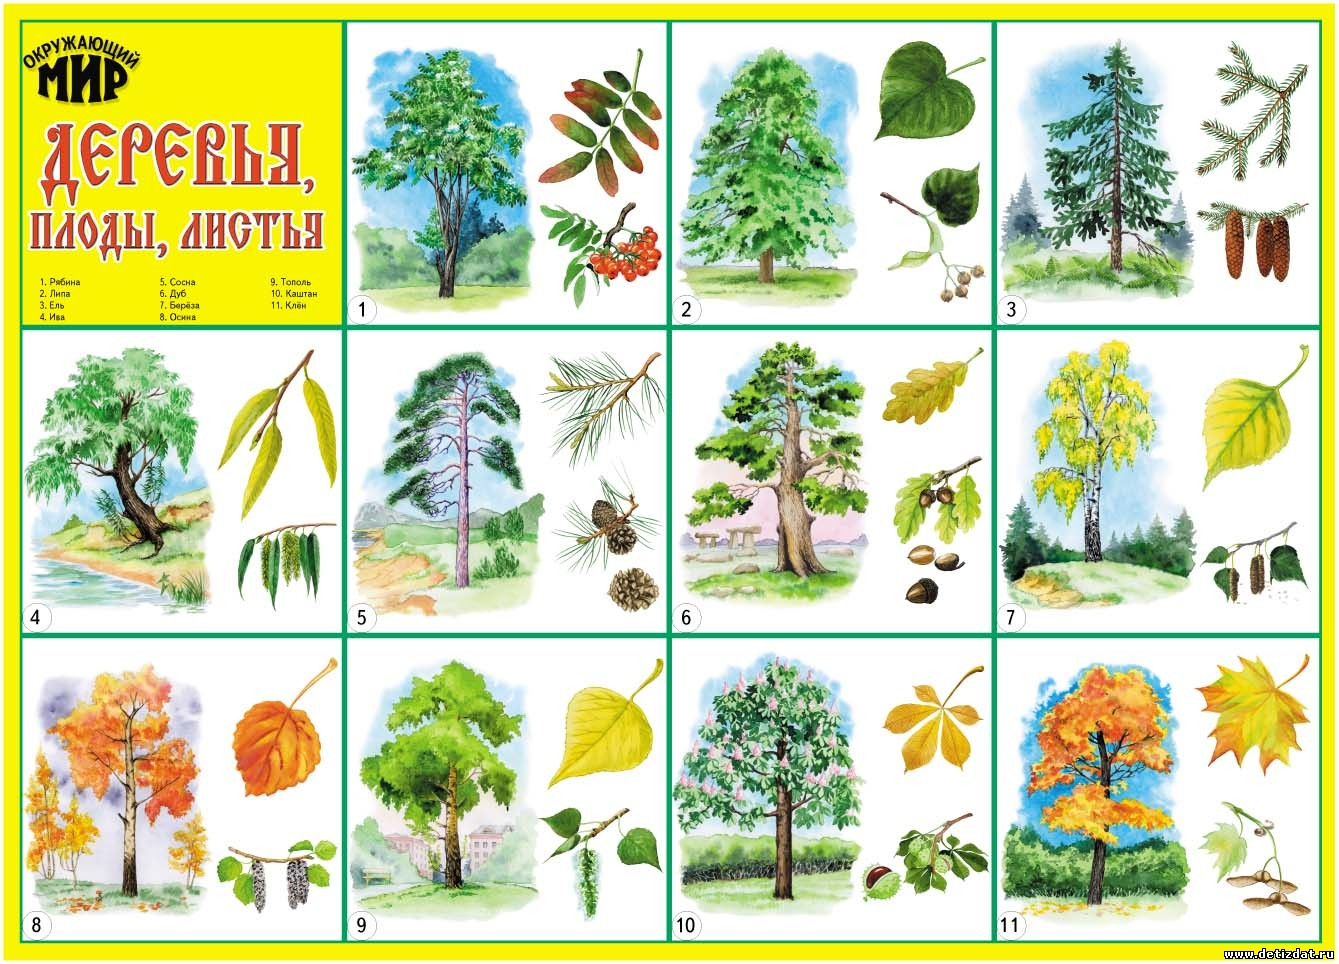 ОКРУЖАЮЩИЙ
МИР
ДЕРЕВЬЯ,
ПЛОДЫ, ЛИСТЬЯ
1. Рябина
2. Липа
3. Ель
4. Ива
5. Сосна
6. Дуб
7. Берёза
8. Осина
9. Тополь
10. Каштан
11. Клён
1
2
3
4
5
6
7
8
9
10
11
www.detizdat.ru